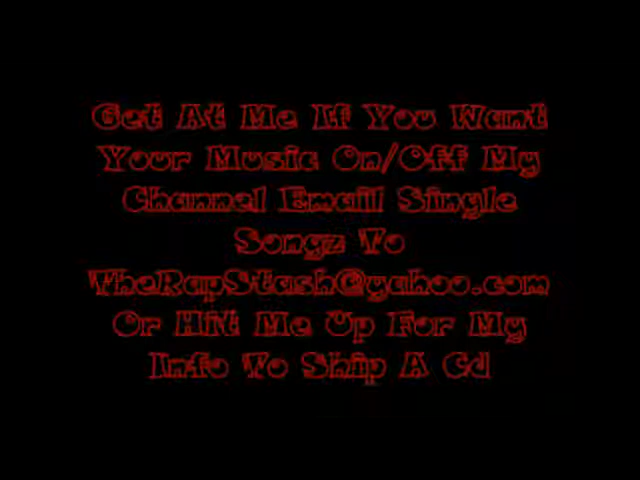 Get At Me If You Want
Your Music On/Off My
Channel Email Single
Songz To
TheRapStash@yahoo.com
Or Hit Me Up For My
Info To Ship A Cd